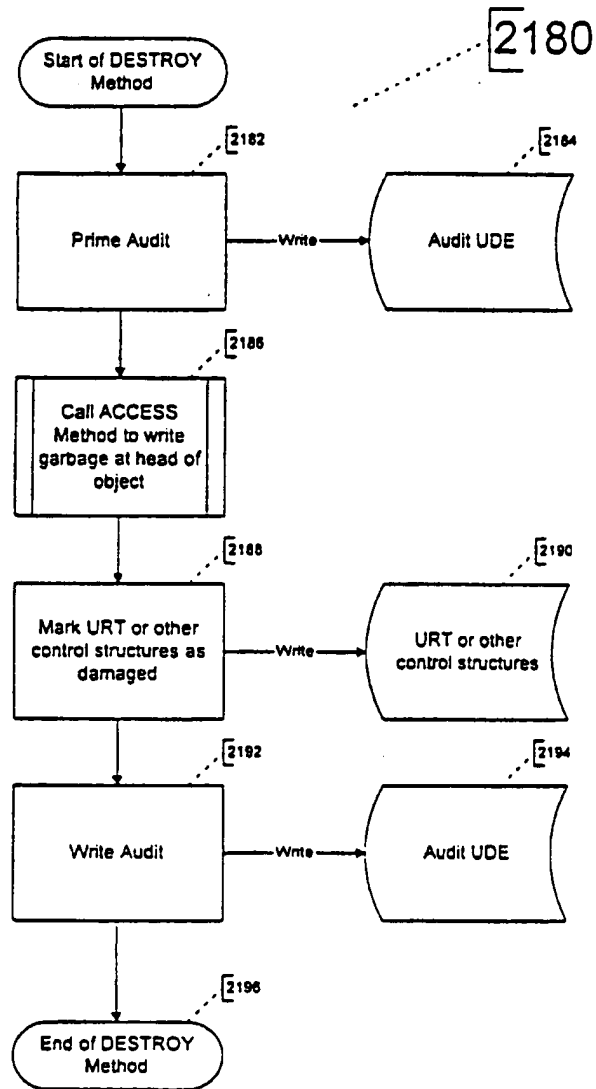 2180
Start of DESTROY
Method
2182
2184
Prime Audit
Write
Audit UDE
2186
Call ACCESS
Method to write
garbage at head of
object
2188
2190
Mark URT or other
control structures as
damaged
Write
URT or other
control structures
2192
2194
Write Audit
Write
Audit UDE
2196
End of DESTROY
Method